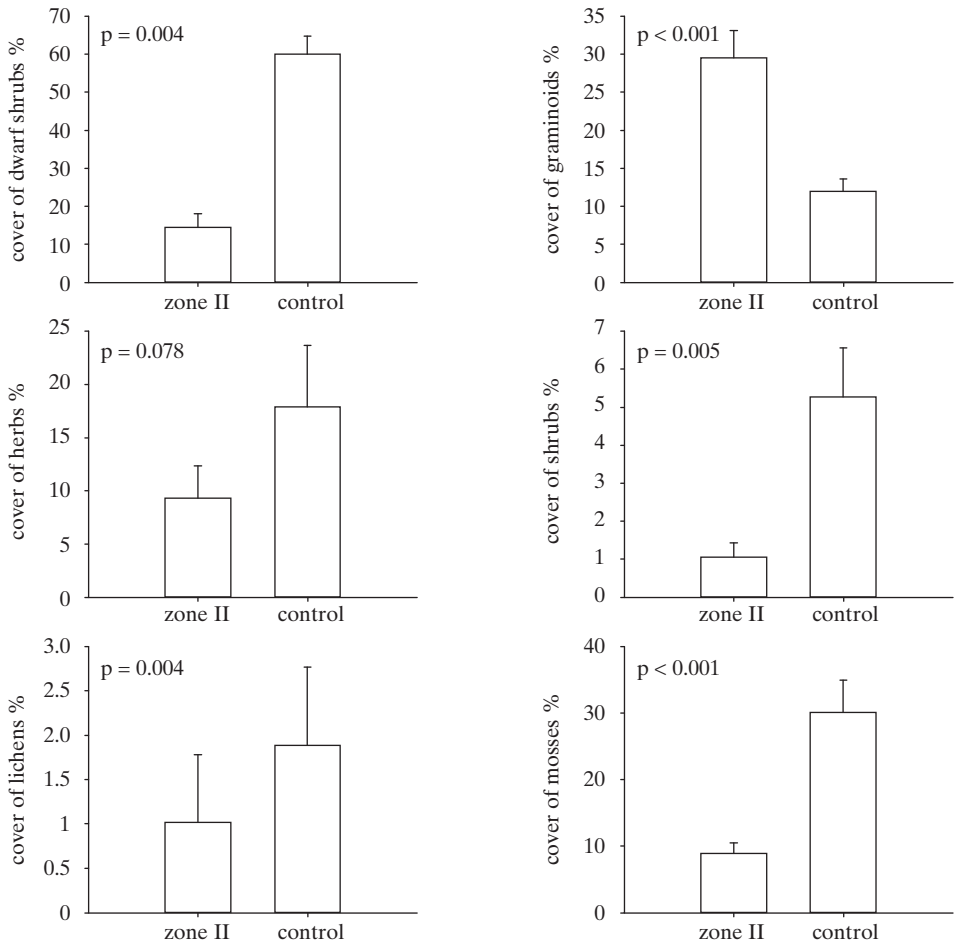 cover of dwarf shrubs %
70
60
50
40
30
20
10
0
p = 0.004
zone II control
cover of graminoids %
35
30
25
20
15
10
5
0
p < 0.001
zone II control
cover of herbs %
25
20
15
10
5
0
p = 0.078
zone II control
cover of shrubs %
7
6
5
4
3
2
1
0
p = 0.005
zone II control
cover of lichens %
3.0
2.5
2.0
1.5
1
0.5
0
p = 0.004
zone II control
cover of mosses %
40
30
20
10
0
p < 0.001
zone II control